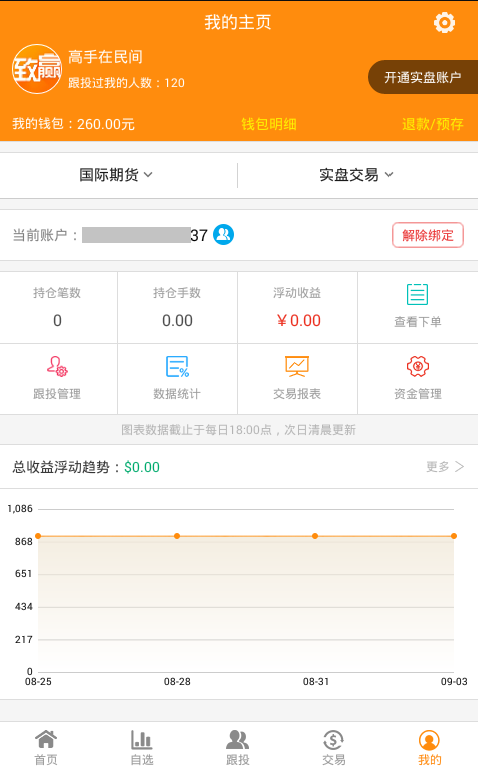 我的主页
致赢
高手在民间
跟投过我的人数：120
开通实盘账户
我的钱包：260.00元 钱包明细 退款/预存
国际期货 实盘交易
当前账户： 37 解除绑定
持仓笔数 持仓手数 浮动收益
0 0.00 ￥0.00 查看下单
跟投管理 数据统计 交易报表 资金管理
图表数据截止于每日18:00点，次日清晨更新
总收益浮动趋势：$0.00 更多
1,086
868
651
434
217
0
08-25 08-28 08-31 09-03
首页 自选 跟投 交易 我的